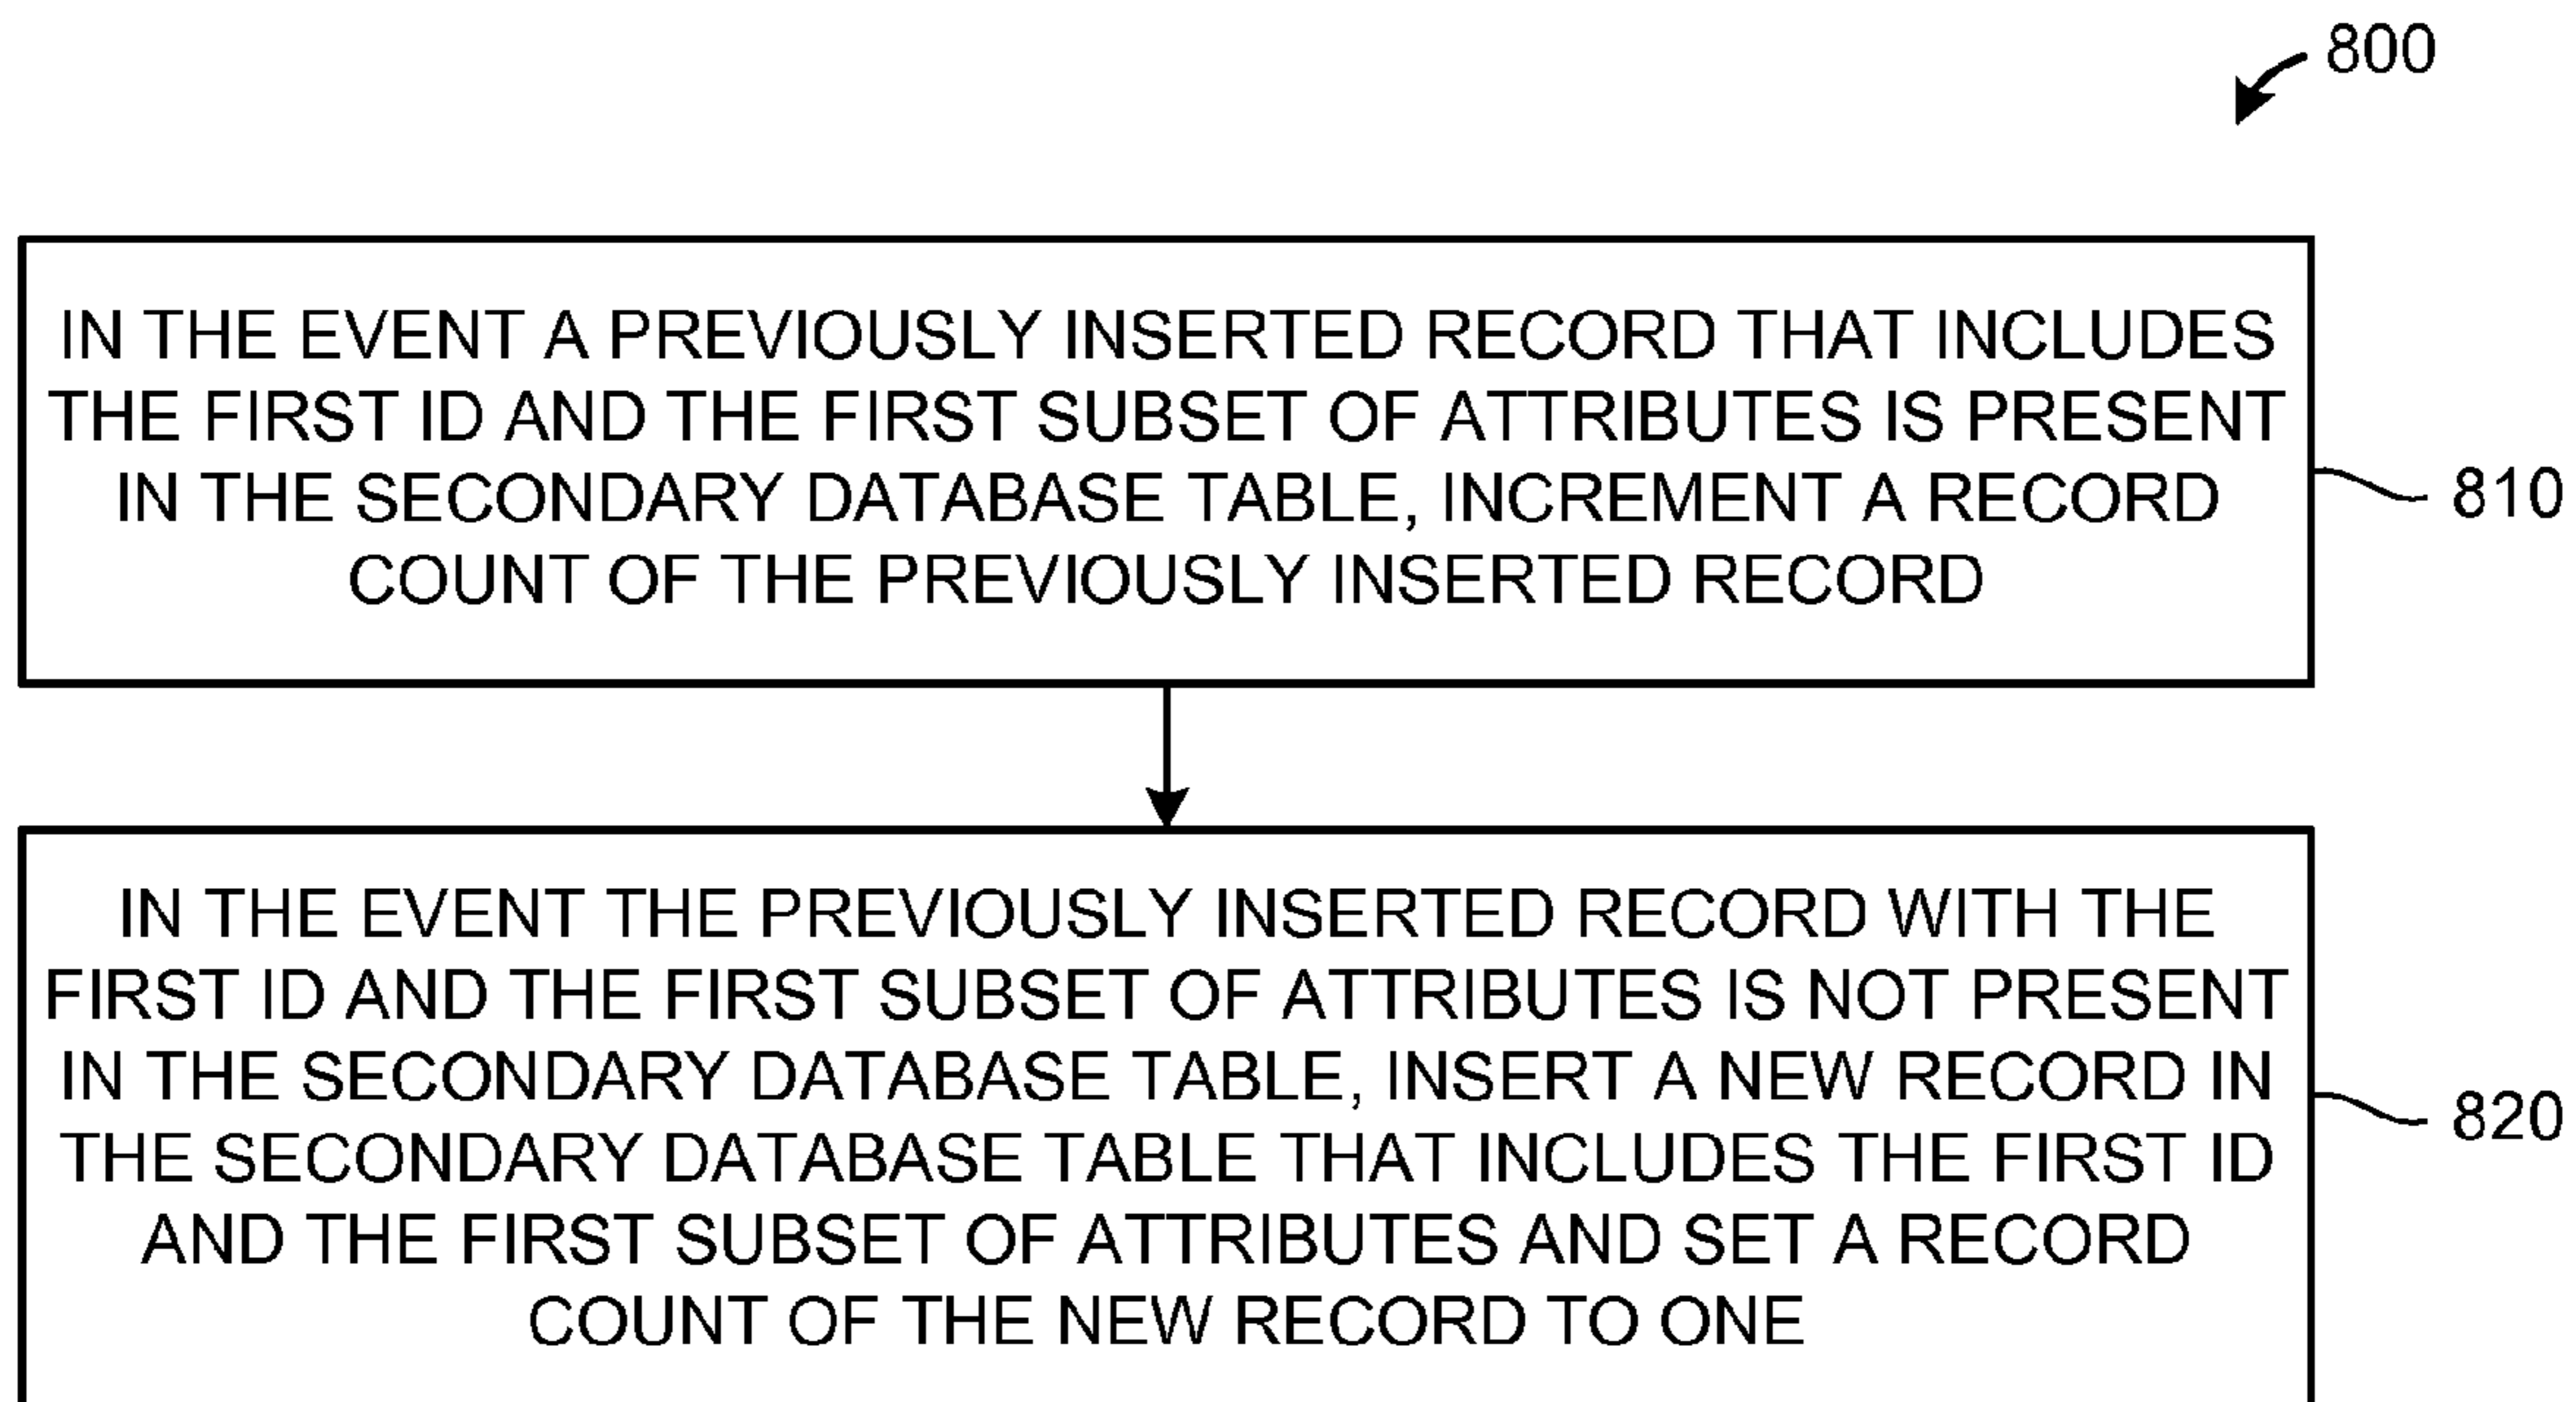 800
IN THE EVENT A PREVIOUSLY INSERTED RECORD THAT INCLUDES
THE FIRST ID AND THE FIRST SUBSET OF ATTRIBUTES IS PRESENT
IN THE SECONDARY DATABASE TABLE, INCREMENT A RECORD
COUNT OF THE PREVIOUSLY INSERTED RECORD
810
IN THE EVENT THE PREVIOUSLY INSERTED RECORD WITH THE
FIRST ID AND THE FIRST SUBSET OF ATTRIBUTES IS NOT PRESENT
IN THE SECONDARY DATABASE TABLE, INSERT A NEW RECORD IN
THE SECONDARY DATABASE TABLE THAT INCLUDES THE FIRST ID
AND THE FIRST SUBSET OF ATTRIBUTES AND SET A RECORD
COUNT OF THE NEW RECORD TO ONE
820